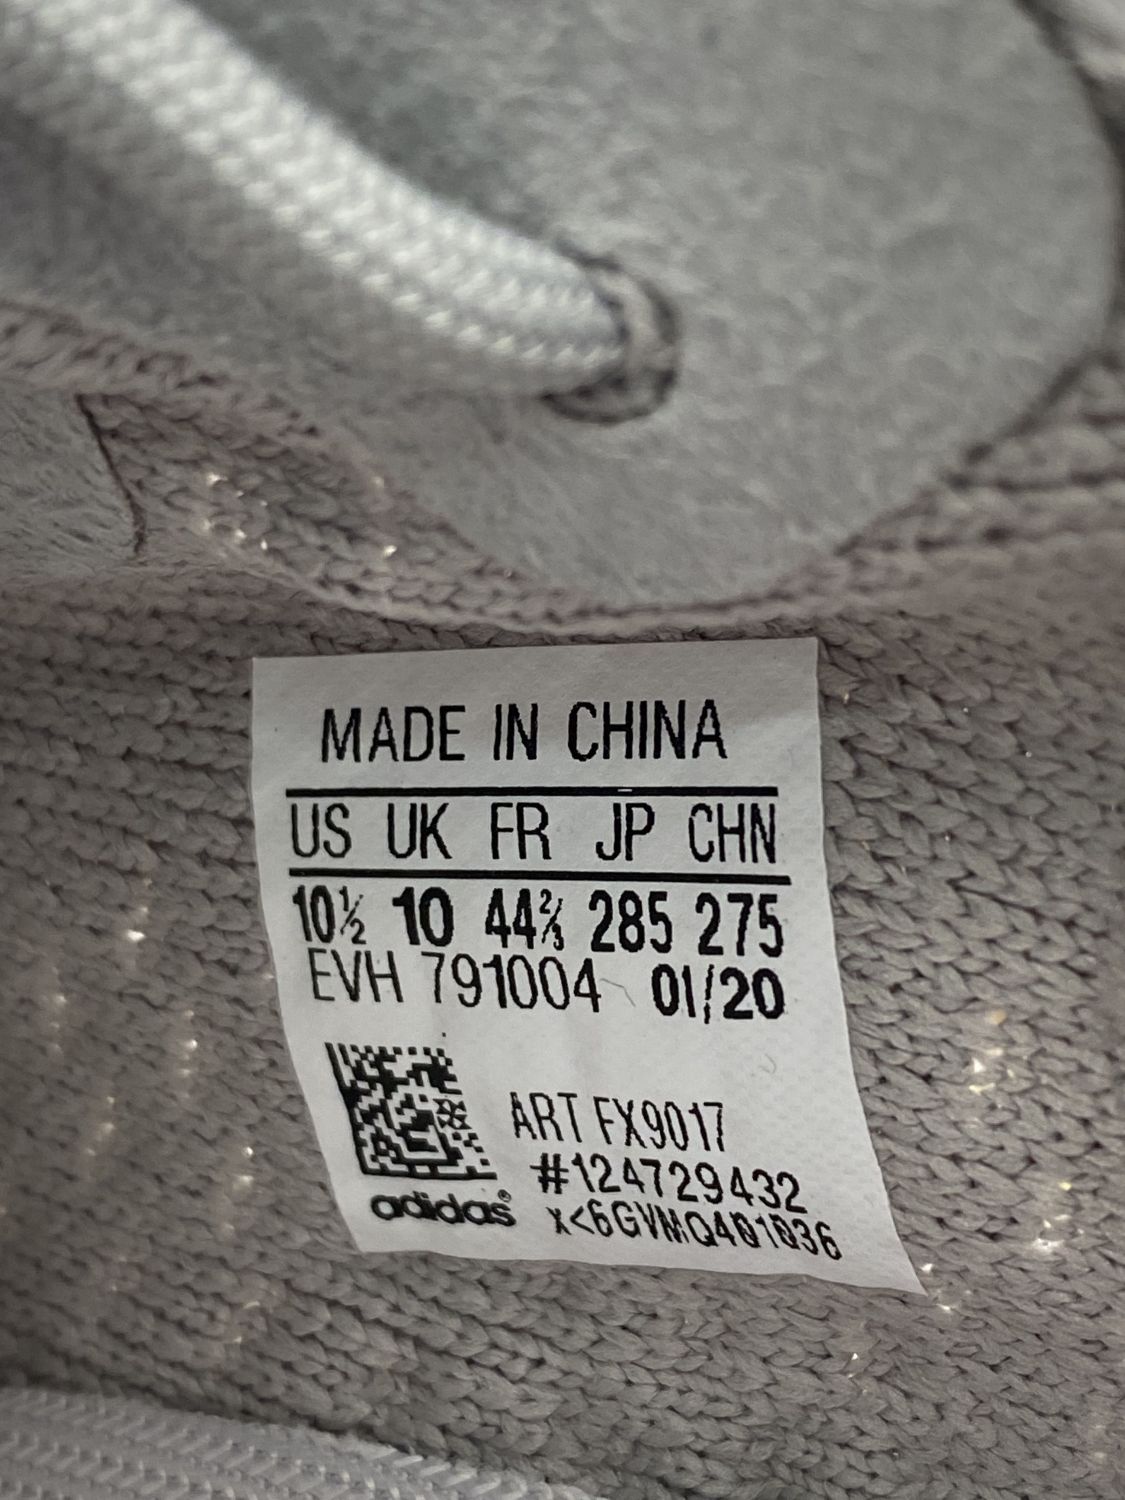 MADE IN CHINA
US UK FR JP CHN
10½ 10 44⅔ 285 275
EVH 791004 01/20
ART FX9017
#124729432
adidas® x<6GVMQ401036